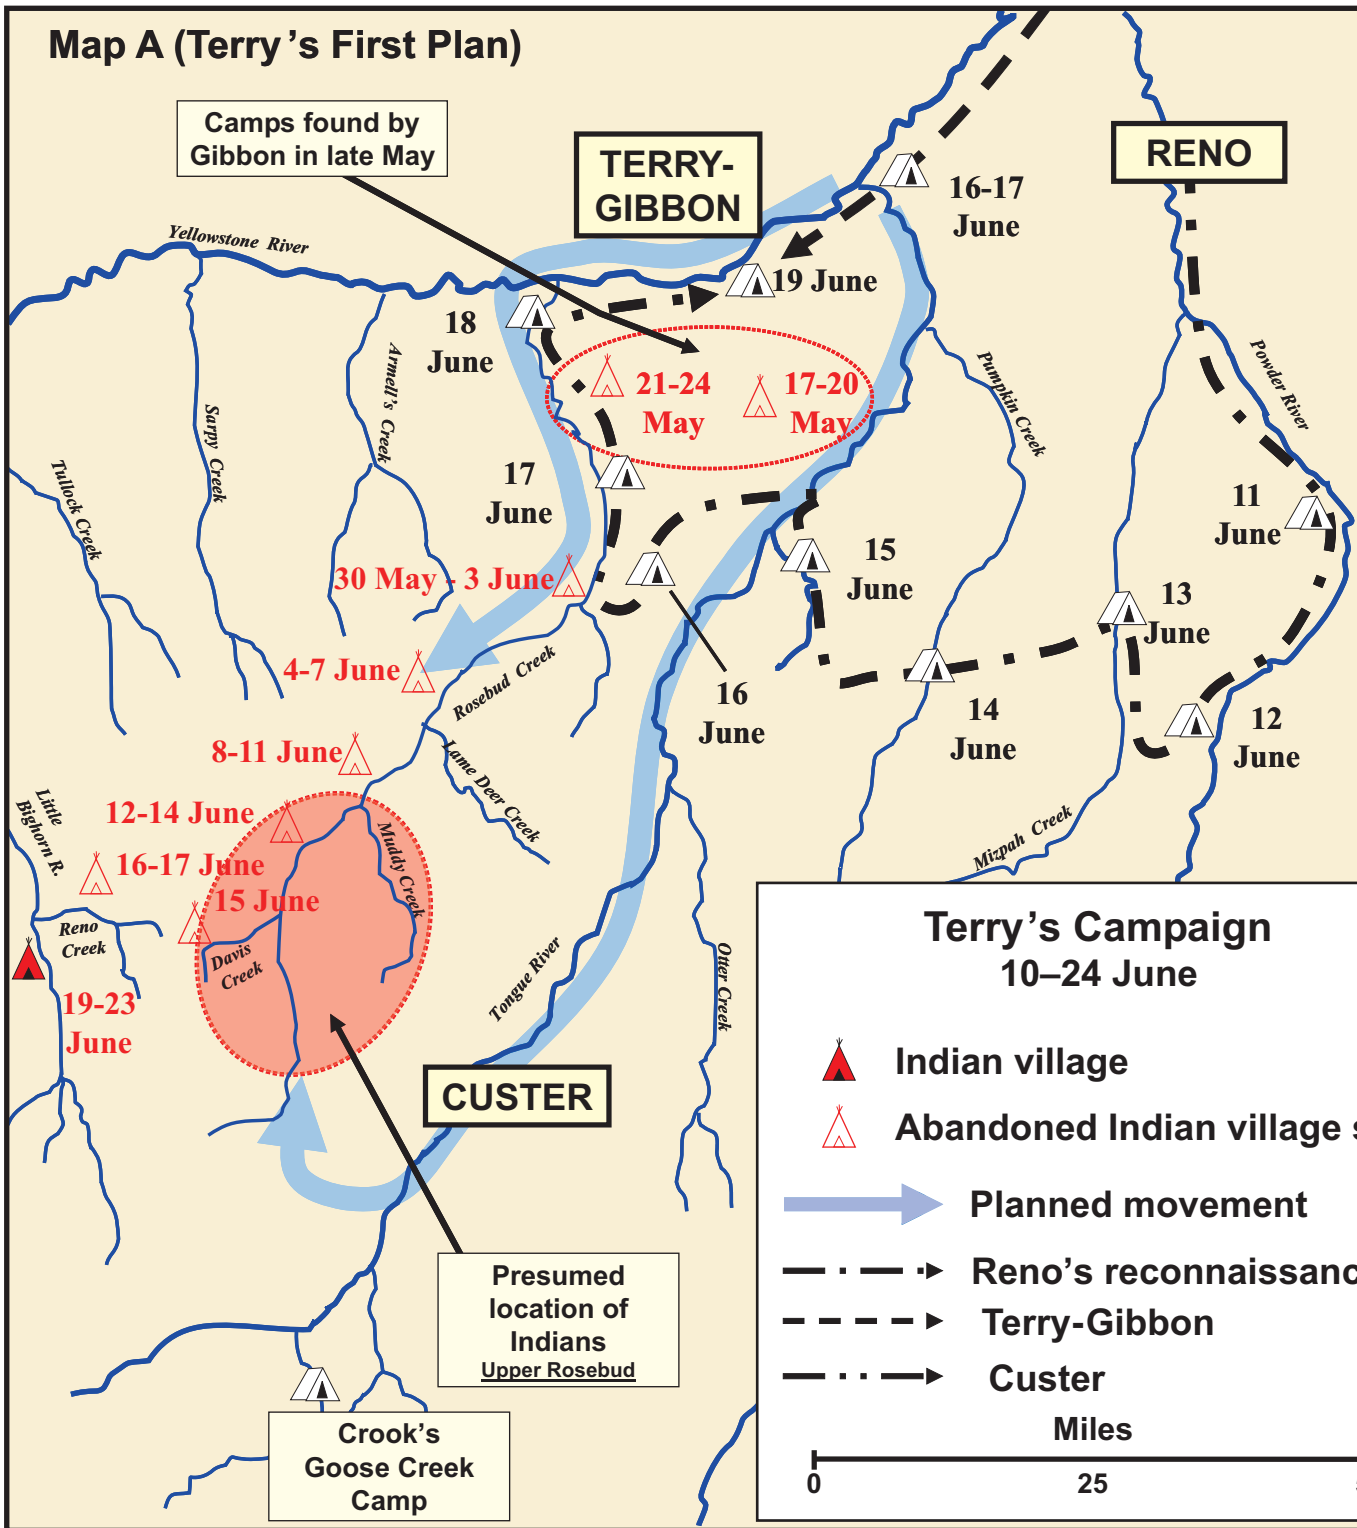 Map A (Terry’s First Plan)
Camps found by
Gibbon in late May
TERRY-
GIBBON
RENO
16-17
June
Yellowstone River
19 June
18
June
Armell's Creek
Sarpy Creek
Tullock Creek
Pumpkin Creek
Powder River
21-24
May
17-20
May
17
June
11
June
15
June
13
June
30 May - 3 June
4-7 June
Rosebud Creek
16
June
14
June
12
June
8-11 June
Lame Deer Creek
Little
Bighorn R.
12-14 June
Muddy Creek
Mizpah Creek
16-17 June
15 June
Reno
Creek
Davis
Creek
Tongue River
Otter Creek
19-23
June
CUSTER
Presumed
location of
Indians
Upper Rosebud
Crook’s
Goose Creek
Camp
Terry’s Campaign
10–24 June
Indian village
Abandoned Indian village s
Planned movement
Reno’s reconnaissanc
Terry-Gibbon
Custer
Miles
0
25